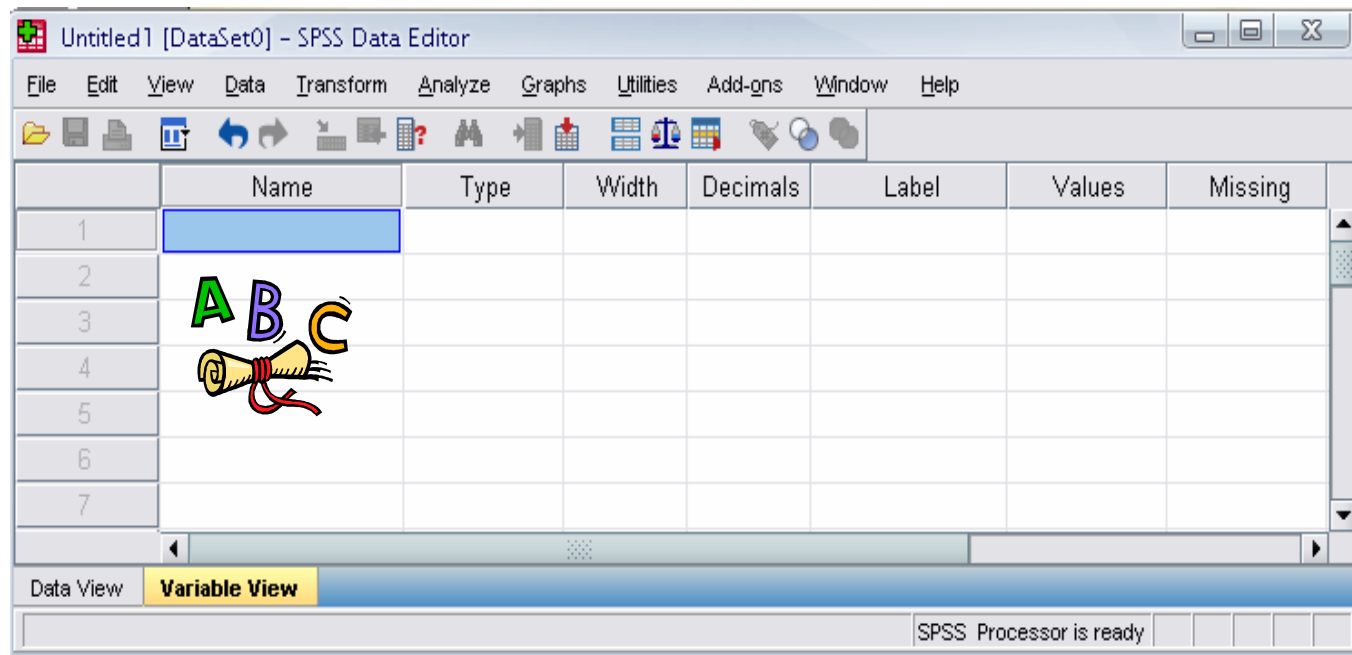 Untitled1 [DataSet0] – SPSS Data Editor
File Edit View Data Transform Analyze Graphs Utilities Add-ons Window Help
Name Type Width Decimals Label Values Missing
1
2
3
4
5
6
7
A B C
Data View Variable View
SPSS Processor is ready